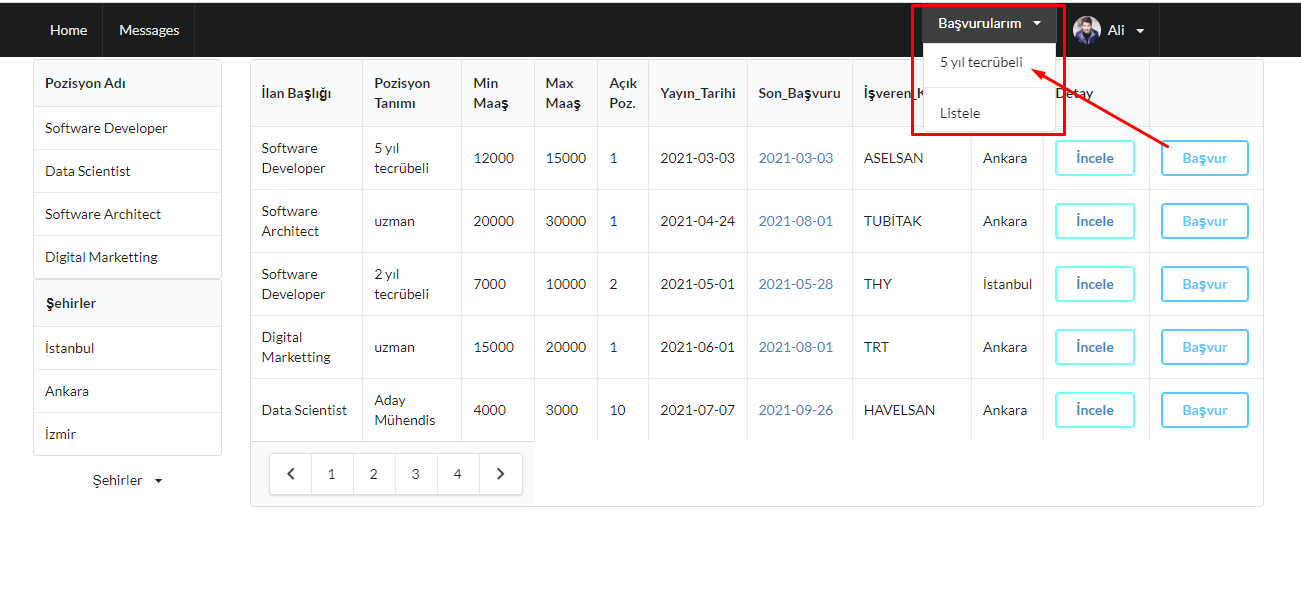 Home
Messages
Başvurularım
Ali
5 yıl tecrübeli
Listele
Pozisyon Adı
Software Developer
Data Scientist
Software Architect
Digital Marketting
Şehirler
İstanbul
Ankara
İzmir
Şehirler
İlan Başlığı Pozisyon Tanımı Min Maaş Max Maaş Açık Poz. Yayın_Tarihi Son_Başvuru İşveren_ Detay
Software Developer 5 yıl tecrübeli 12000 15000 1 2021-03-03 2021-03-03 ASELSAN Ankara İncele Başvur
Software Architect uzman 20000 30000 1 2021-04-24 2021-08-01 TUBİTAK Ankara İncele Başvur
Software Developer 2 yıl tecrübeli 7000 10000 2 2021-05-01 2021-05-28 THY İstanbul İncele Başvur
Digital Marketting uzman 15000 20000 1 2021-06-01 2021-08-01 TRT Ankara İncele Başvur
Data Scientist Aday Mühendis 4000 3000 10 2021-07-07 2021-09-26 HAVELSAN Ankara İncele Başvur
1 2 3 4